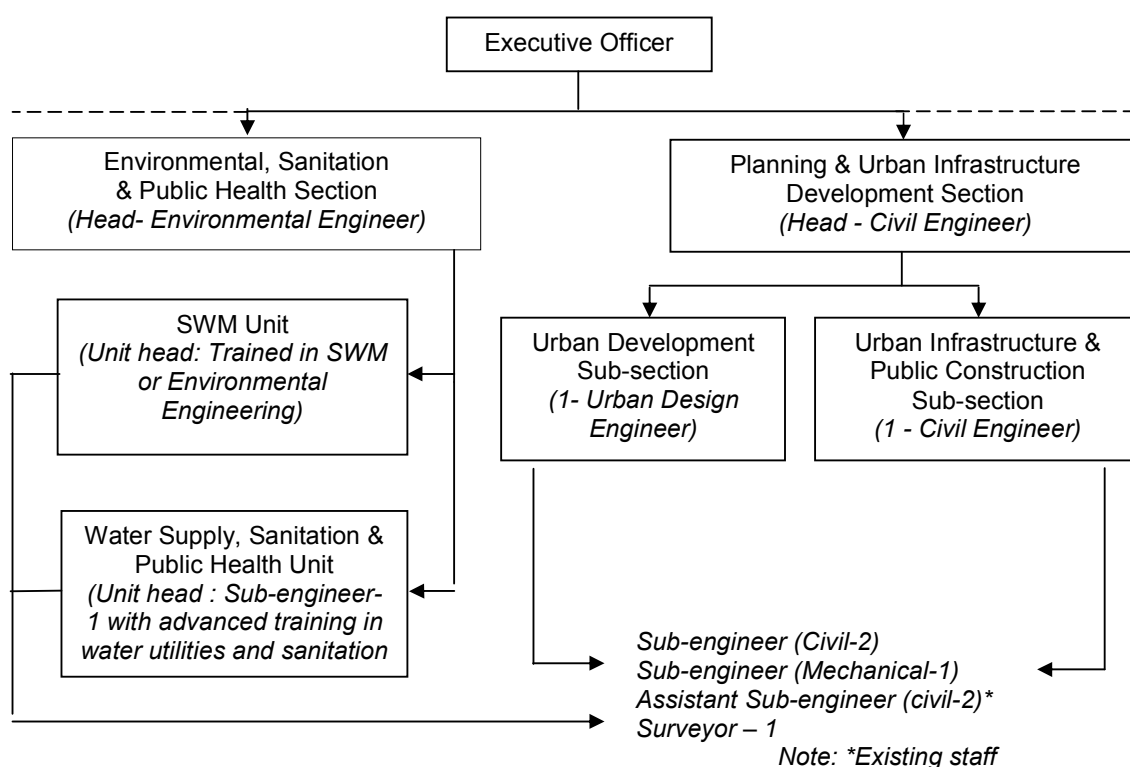 Executive Officer
Environmental, Sanitation
& Public Health Section
(Head- Environmental Engineer)
Planning & Urban Infrastructure
Development Section
(Head - Civil Engineer)
SWM Unit
(Unit head: Trained in SWM
or Environmental
Engineering)
Urban Development
Sub-section
(1- Urban Design
Engineer)
Urban Infrastructure &
Public Construction
Sub-section
(1 - Civil Engineer)
Water Supply, Sanitation &
Public Health Unit
(Unit head : Sub-engineer-
1 with advanced training in
water utilities and sanitation
Sub-engineer (Civil-2)
Sub-engineer (Mechanical-1)
Assistant Sub-engineer (civil-2)*
Surveyor – 1
Note: *Existing staff